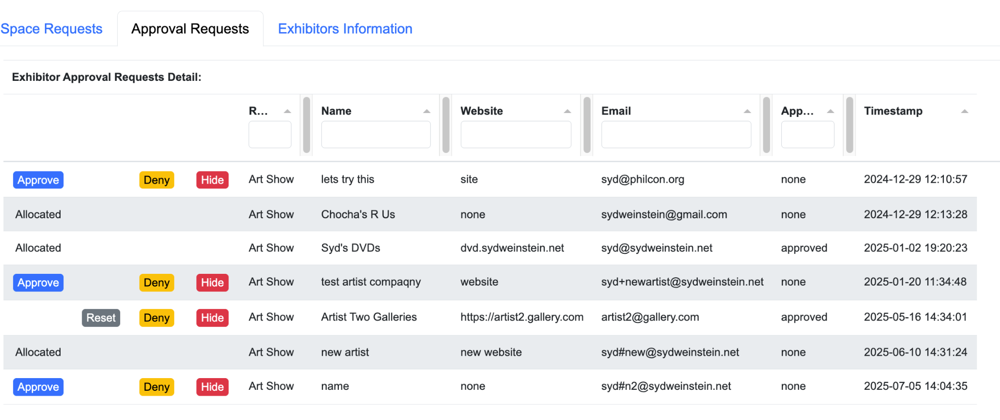 Space Requests Approval Requests Exhibitors Information
Exhibitor Approval Requests Detail:
R... Name Website Email App... Timestamp
Approve Deny Hide Art Show lets try this site syd@philcon.org none 2024-12-29 12:10:57
Allocated Art Show Chocha's R Us none sydweinstein@gmail.com none 2024-12-29 12:13:28
Allocated Art Show Syd's DVDs dvd.sydweinstein.net syd@sydweinstein.net approved 2025-01-02 19:20:23
Approve Deny Hide Art Show test artist compaqny website syd+newartist@sydweinstein.net none 2025-01-20 11:34:48
Reset Deny Hide Art Show Artist Two Galleries https://artist2.gallery.com artist2@gallery.com approved 2025-05-16 14:34:01
Allocated Art Show new artist new website syd#new@sydweinstein.net none 2025-06-10 14:31:24
Approve Deny Hide Art Show name none syd#n2@sydweinstein.net none 2025-07-05 14:04:35